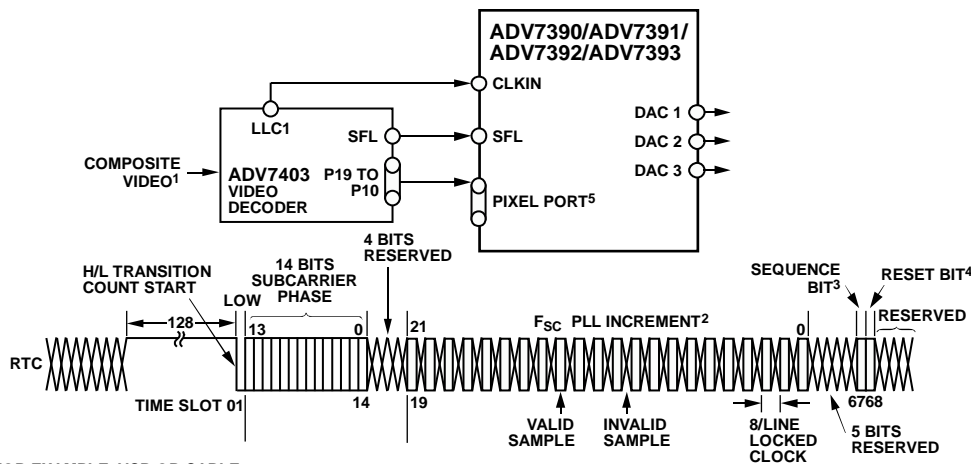 ADV7390/ADV7391/
ADV7392/ADV7393
CLKIN
LLC1
DAC 1
SFL
SFL
DAC 2
COMPOSITE
VIDEO1
ADV7403
VIDEO
DECODER
P19 TO
P10
DAC 3
PIXEL PORT5
H/L TRANSITION
COUNT START
LOW
14 BITS
SUBCARRIER
PHASE
4 BITS
RESERVED
SEQUENCE
BIT3
RESET BIT4
RESERVED
128
13
0
21
FSC PLL INCREMENT2
0
RTC
TIME SLOT 01
14
19
6768
VALID
SAMPLE
INVALID
SAMPLE
8/LINE
LOCKED
CLOCK
5 BITS
RESERVED